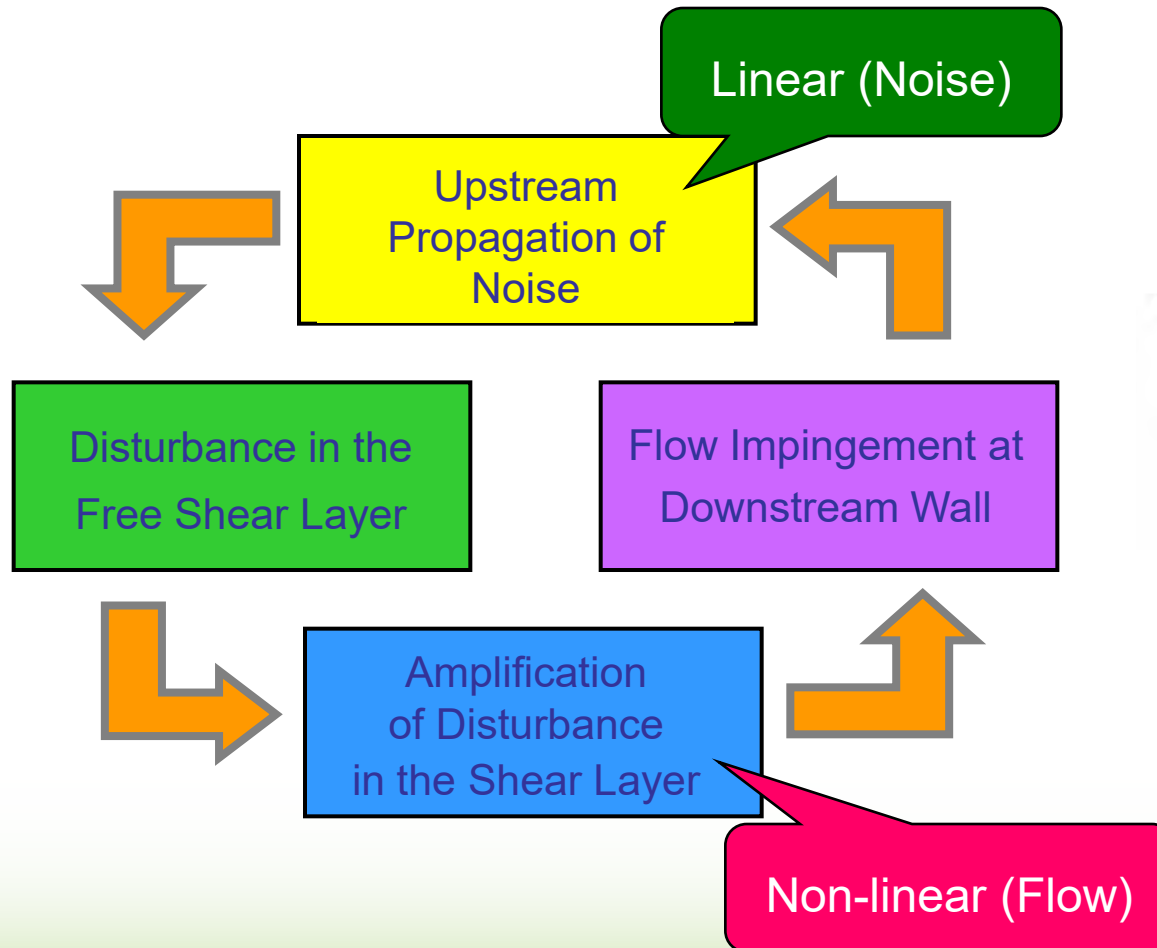 Linear (Noise)
Upstream
Propagation of
Noise
Disturbance in the
Free Shear Layer
Flow Impingement at
Downstream Wall
Amplification
of Disturbance
in the Shear Layer
Non-linear (Flow)